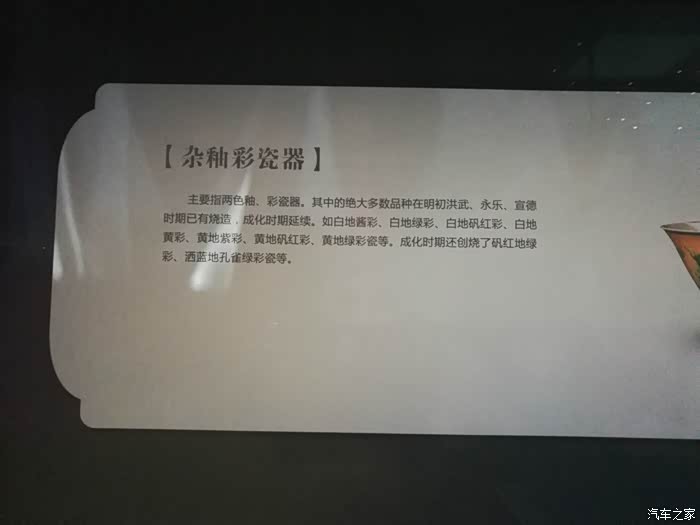 【杂釉彩瓷器】
主要指两色釉、彩瓷器。其中的绝大多数品种在明初洪武、永乐、宣德
时期已有烧造，成化时期延续。如白地酱彩、白地绿彩、白地矾红彩、白地
黄彩、黄地紫彩、黄地矾红彩、黄地绿彩瓷等。成化时期还创烧了矾红地绿
彩、洒蓝地孔雀绿彩瓷等。
汽车之家